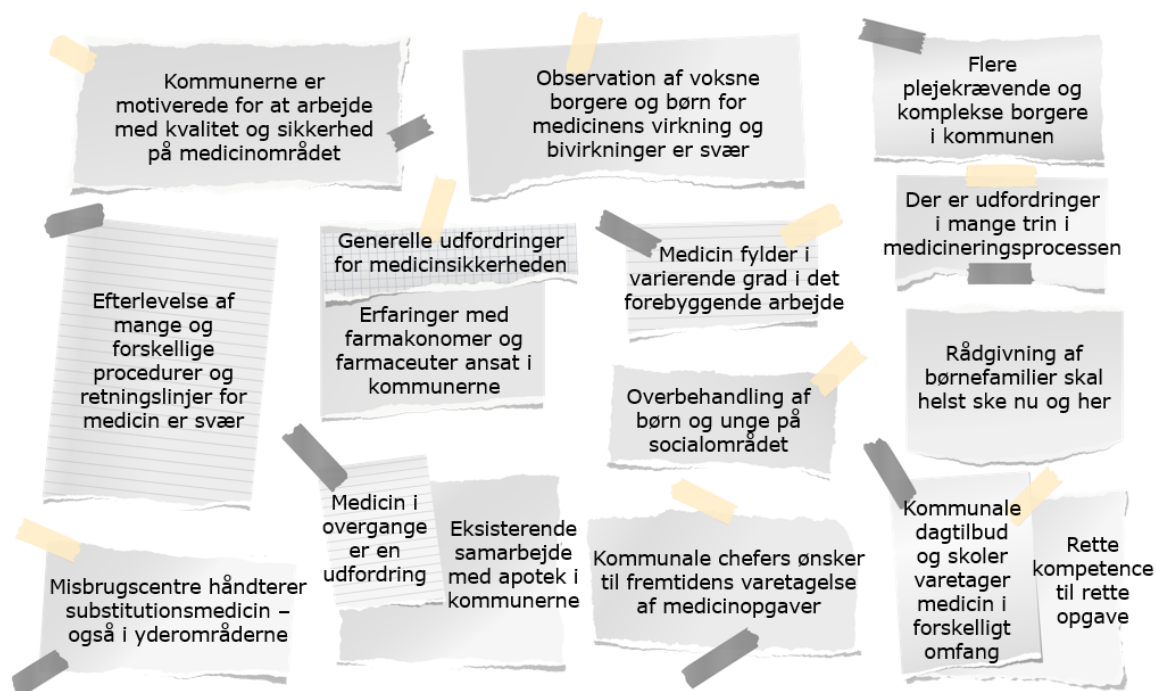 Kommunerne er
motiverede for at arbejde
med kvalitet og sikkerhed
på medicinområdet
Observation af voksne
borgere og børn for
medicinens virkning og
bivirkninger er svær
Flere
plejekrævende og
komplekse borgere
i kommunen
Der er udfordringer
i mange trin i
medicineringsprocessen
Efterlevelse af
mange og
forskellige
procedurer og
retningslinjer for
medicin er svær
Generelle udfordringer
for medicinsikkerheden
Erfaringer med
farmakonomer og
farmaceuter ansat i
kommunerne
Medicin fylder i
varierende grad i det
forebyggende arbejde
Overbehandling af
børn og unge på
socialområdet
Rådgivning af
børnefamilier skal
helst ske nu og her
Misbrugscentre håndterer
substitutionsmedicin –
også i yderområderne
Medicin i
overgange
er en
udfordring
Eksisterende
samarbejde
med apotek i
kommunerne
Kommunale chefers ønsker
til fremtidens varetagelse
af medicinopgaver
Kommunale
dagtilbud
og skoler
varetager
medicin i
forskelligt
omfang
Rette
kompetence
til rette
opgave